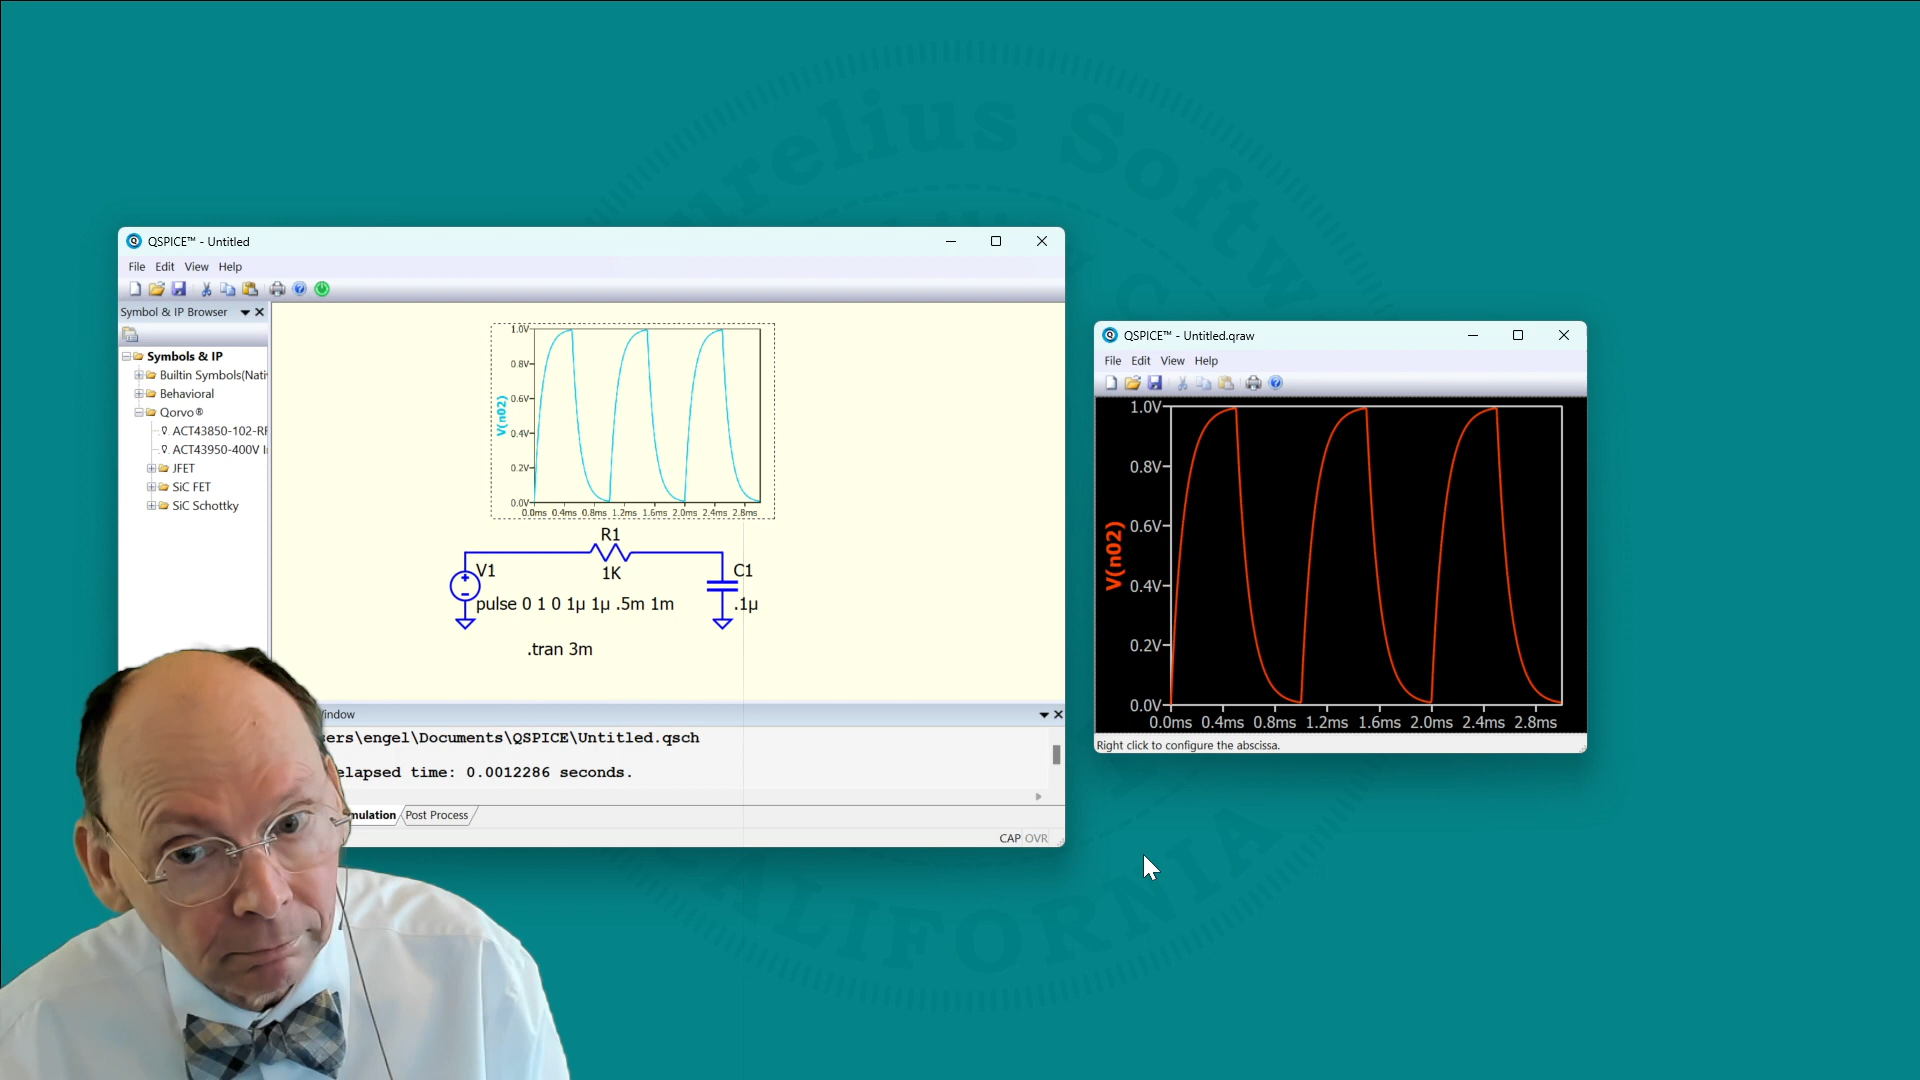 urelius Softw
ALIFORNIA
QSPICE™ - Untitled
File Edit View Help
Symbol & IP Browser
Symbols & IP
Builtin Symbols(Nati
Behavioral
Qorvo®
ACT43850-102-R
ACT43950-400V I
JFET
SiC FET
SiC Schottky
1.0V
0.8V
0.6V
0.4V
0.2V
0.0V
V(n02)
0.0ms 0.4ms 0.8ms 1.2ms 1.6ms 2.0ms 2.4ms 2.8ms
R1
1K
V1
C1
pulse 0 1 0 1µ 1µ .5m 1m
.1µ
.tran 3m
indow
ers\engel\Documents\QSPICE\Untitled.qsch
elapsed time: 0.0012286 seconds.
mulation Post Process
CAP OVR
QSPICE™ - Untitled.qraw
File Edit View Help
1.0V
0.8V
0.6V
0.4V
0.2V
0.0V
V(n02)
0.0ms 0.4ms 0.8ms 1.2ms 1.6ms 2.0ms 2.4ms 2.8ms
Right click to configure the abscissa.